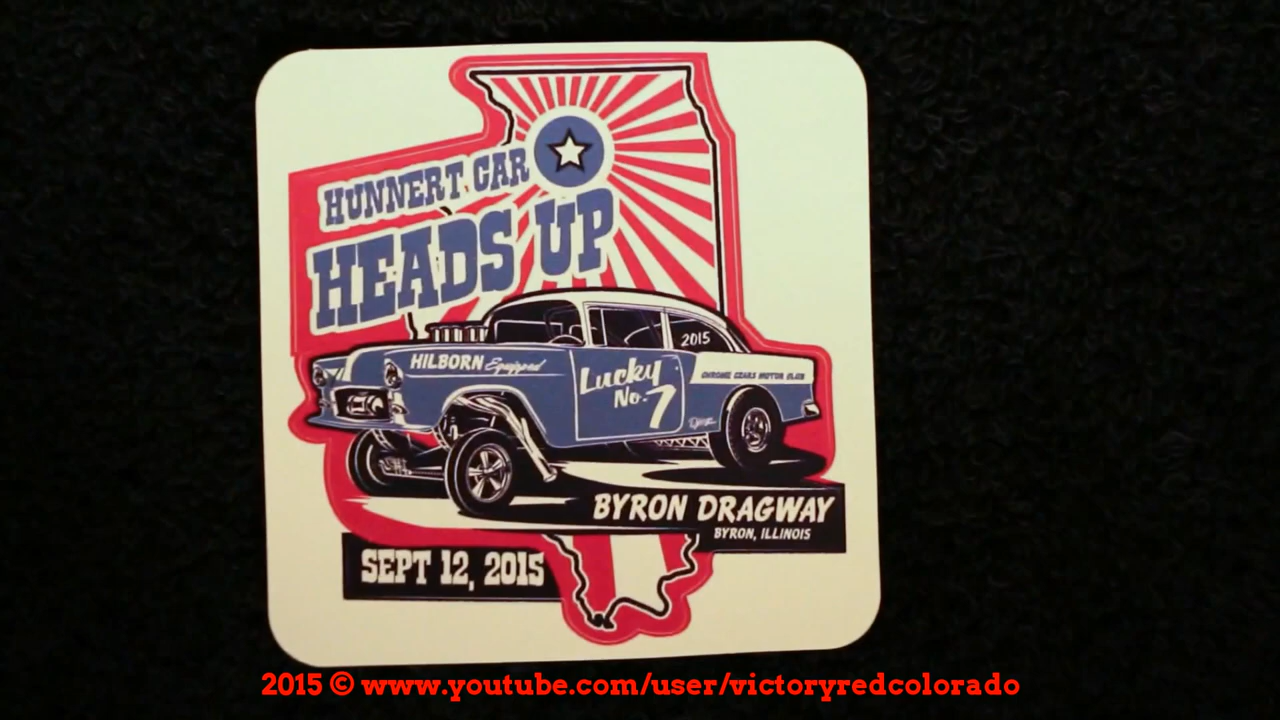 HUNNERT CAR
HEADS UP
2015
HILBORN Equipped
Lucky
No. 7
CHROME CZARS MOTOR CLUB
BYRON DRAGWAY
BYRON, ILLINOIS
SEPT 12, 2015
2015 © www.youtube.com/user/victoryredcolorado